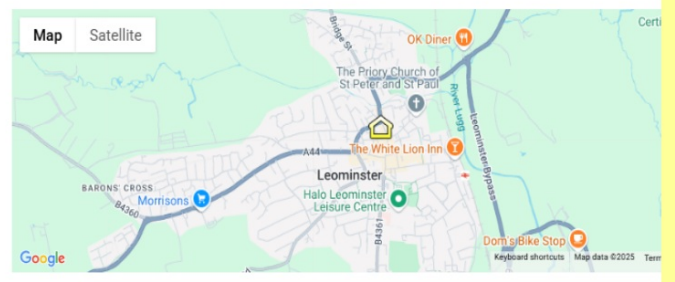 Map
Satellite
Certi
Bridge St
OK Diner
The Priory Church of
St Peter and St Paul
River Lugg
Leominster Bypass
A44
The White Lion Inn
Leominster
BARONS' CROSS
Morrisons
B4360
Halo Leominster
Leisure Centre
B4361
Dom's Bike Stop
Google
Keyboard shortcuts
Map data ©2025
Term